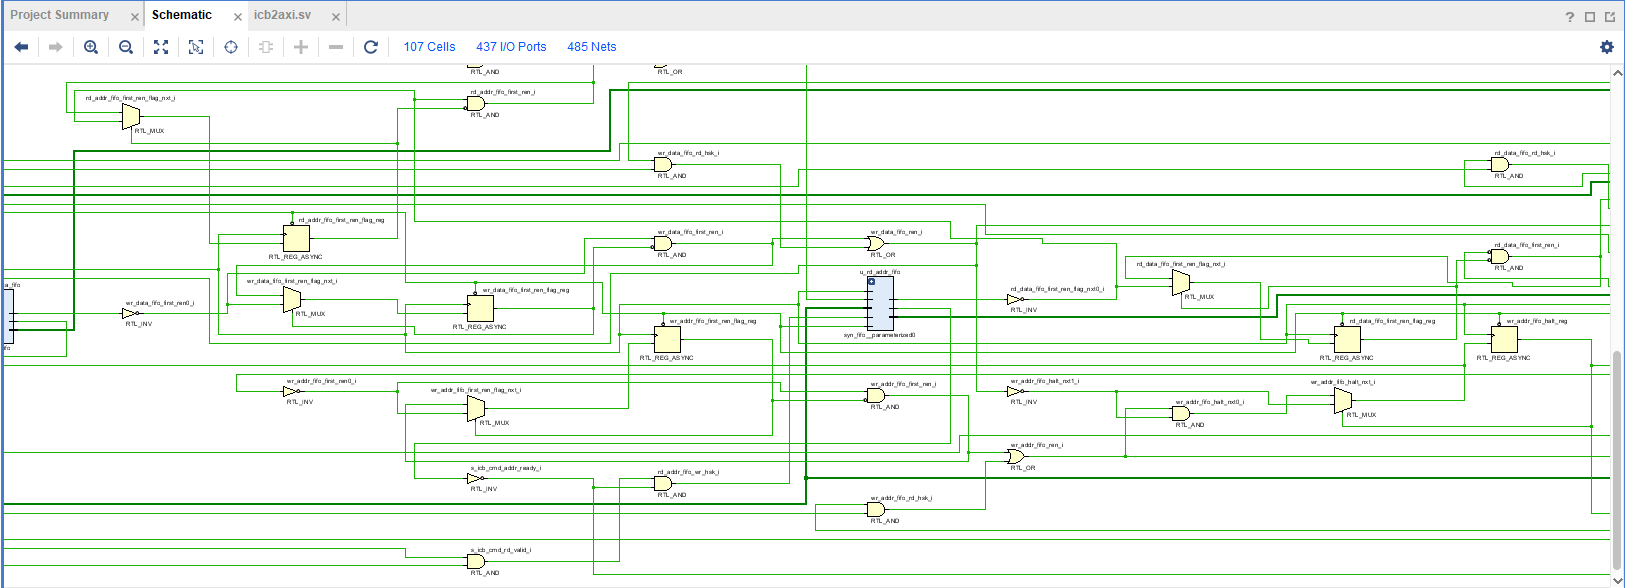 Project Summary
Schematic
icb2axi.sv
107 Cells
437 I/O Ports
485 Nets
RTL_AND
RTL_OR
rd_addr_fifo_first_ren_flag_nxt_i
RTL_MUX
rd_addr_fifo_first_ren_i
RTL_AND
wr_data_fifo_rd_hsk_i
RTL_AND
rd_data_fifo_rd_hsk_i
RTL_AND
rd_addr_fifo_first_ren_flag_reg
RTL_REG_ASYNC
wr_data_fifo_first_ren_i
RTL_AND
wr_data_fifo_ren_i
RTL_OR
rd_data_fifo_first_ren_i
RTL_AND
a_fifo
fo
wr_data_fifo_first_ren0_i
RTL_INV
wr_data_fifo_first_ren_flag_nxt_i
RTL_MUX
wr_data_fifo_first_ren_flag_reg
RTL_REG_ASYNC
wr_addr_fifo_first_ren_flag_reg
RTL_REG_ASYNC
u_rd_addr_fifo
syn_fifo__parameterized0
rd_data_fifo_first_ren_flag_nxt0_i
RTL_INV
rd_data_fifo_first_ren_flag_nxt_i
RTL_MUX
rd_data_fifo_first_ren_flag_reg
RTL_REG_ASYNC
wr_addr_fifo_halt_reg
RTL_REG_ASYNC
wr_addr_fifo_first_ren0_i
RTL_INV
wr_addr_fifo_first_ren_flag_nxt_i
RTL_MUX
wr_addr_fifo_first_ren_i
RTL_AND
wr_addr_fifo_halt_nxt1_i
RTL_INV
wr_addr_fifo_halt_nxt0_i
RTL_AND
wr_addr_fifo_halt_nxt_i
RTL_MUX
s_icb_cmd_addr_ready_i
RTL_INV
rd_addr_fifo_wr_hsk_i
RTL_AND
wr_addr_fifo_ren_i
RTL_OR
wr_addr_fifo_rd_hsk_i
RTL_AND
s_icb_cmd_rd_valid_i
RTL_AND